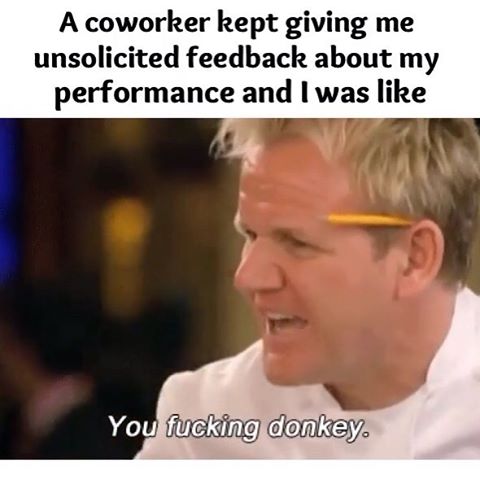 A coworker kept giving me
unsolicited feedback about my
performance and I was like
You fucking donkey.